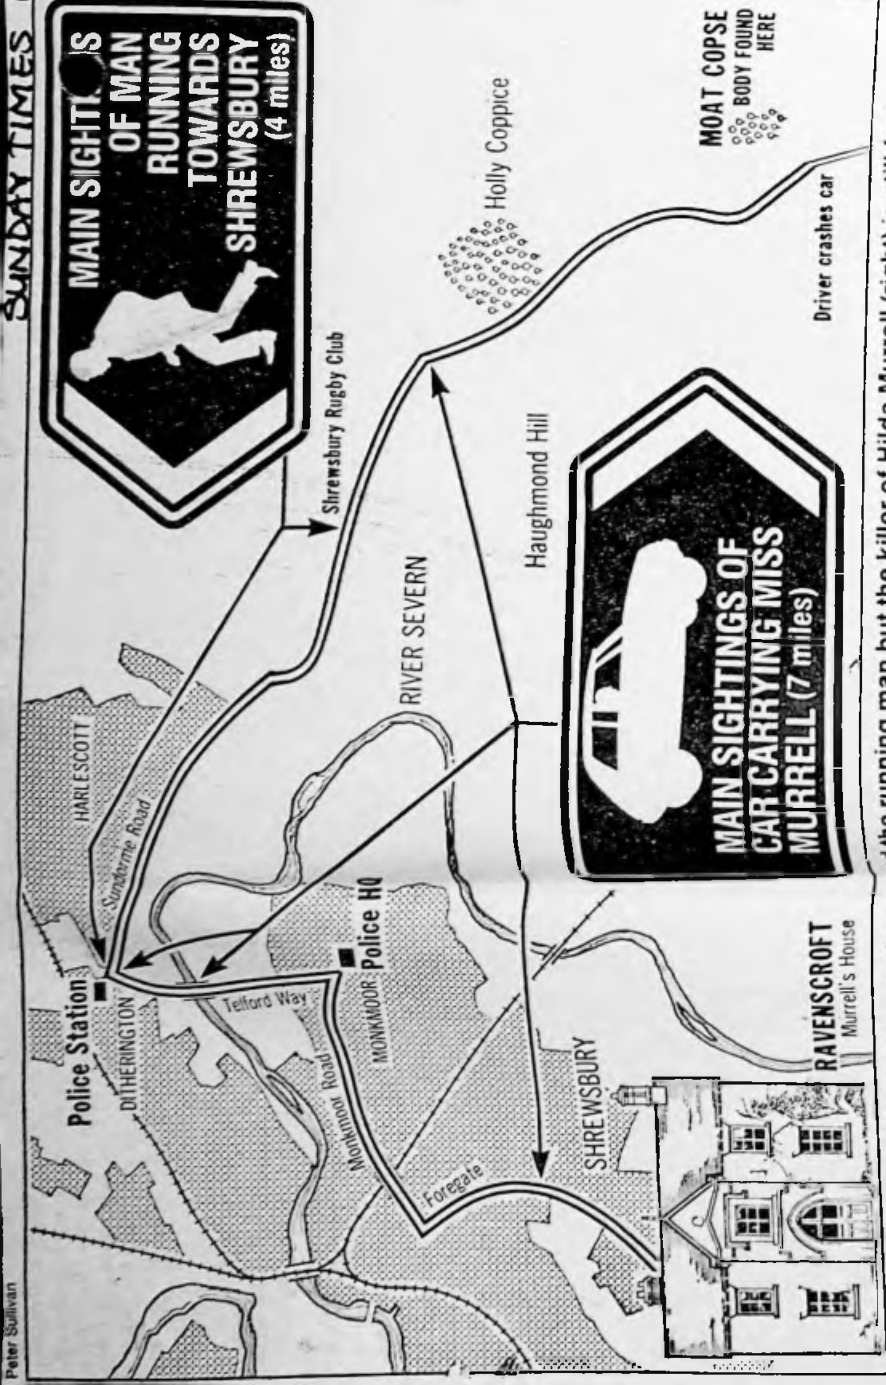 SUNDAY TIMES
Peter Sullivan
MAIN
OF MAN
RUNNING
TOWARDS
SHREWSBURY
(4 miles)
Police Station
DITHERINGTON
HARLESCOTT
Sundorne Road
Shrewsbury Rugby Club
Holly Coppice
MOAT COPSE
BODY FOUND
HERE
Telford Way
Police HQ
MONKMOOR
Monkmoor Road
RIVER SEVERN
Haughmond Hill
Driver crashes car
Foregate
SHREWSBURY
MAIN SIGHTINGS OF
CAR CARRYING MISS
MURRELL (7 miles)
RAVENSCROFT
Murrell's House
the running man but the killer of Hilda Murrell (right) is still